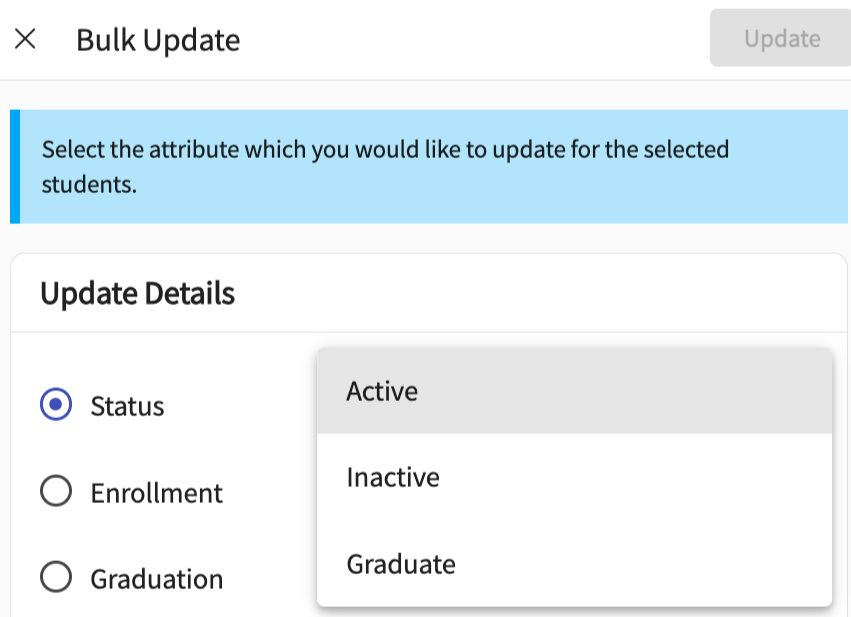 Bulk Update
Update
Select the attribute which you would like to update for the selected
students.
Update Details
Status
Active
Inactive
Enrollment
Graduate
Graduation